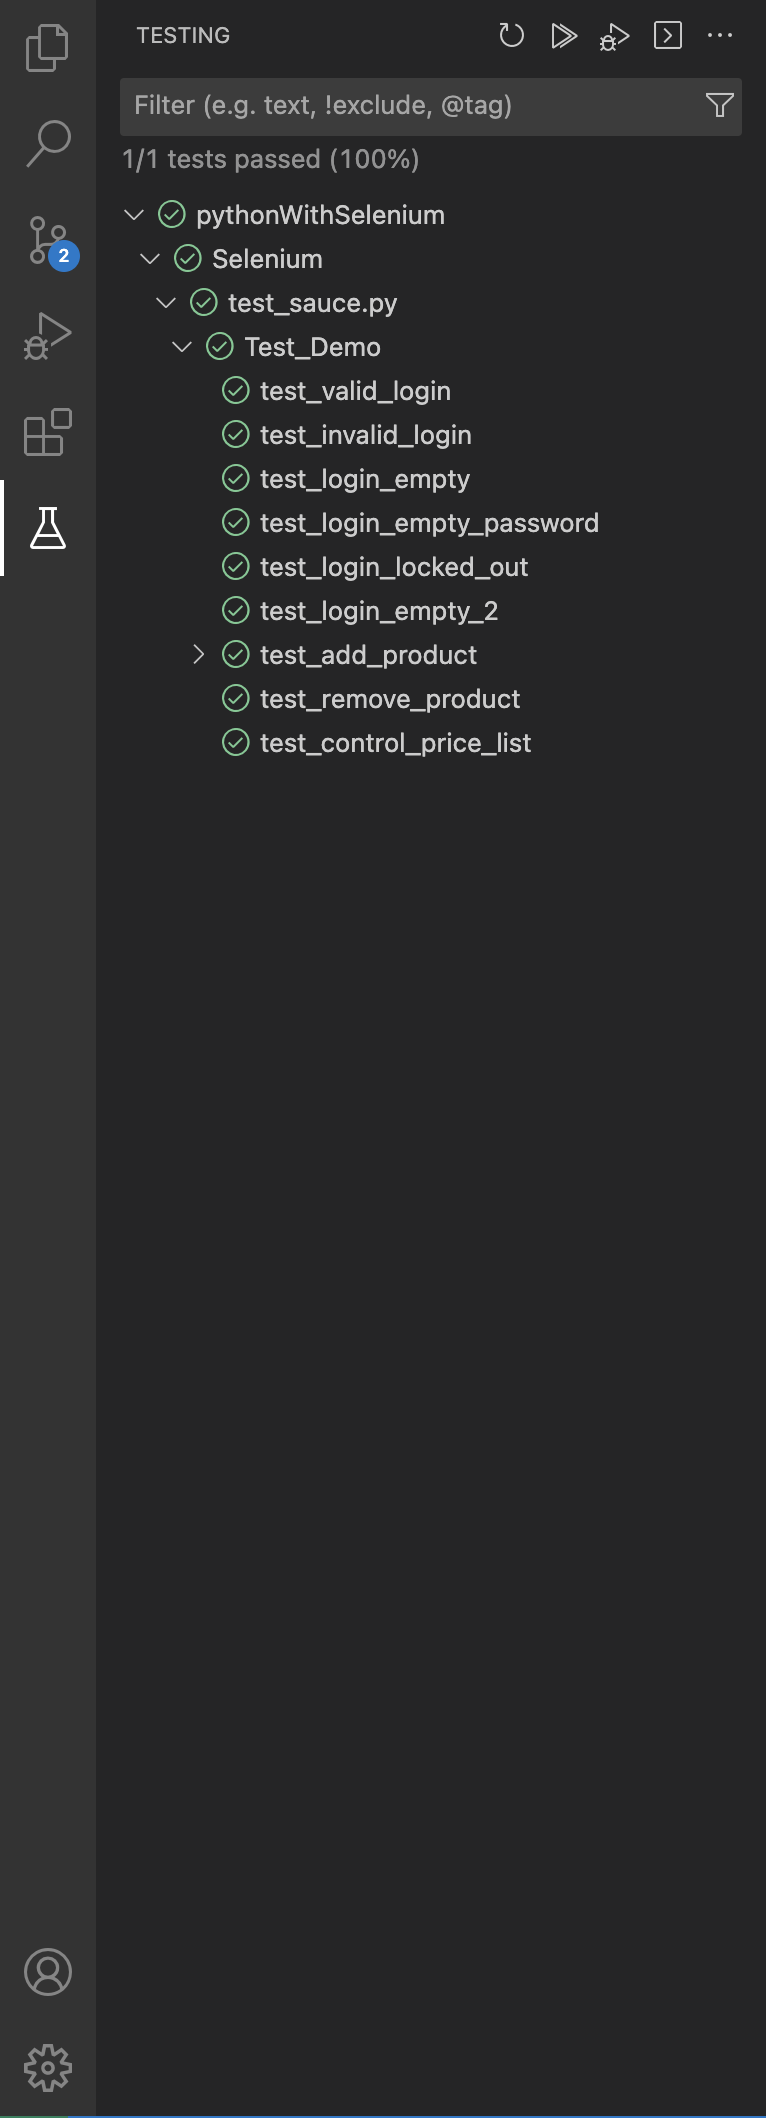 TESTING
Filter (e.g. text, !exclude, @tag)
1/1 tests passed (100%)
pythonWithSelenium
Selenium
2
test_sauce.py
Test_Demo
test_valid_login
test_invalid_login
test_login_empty
test_login_empty_password
test_login_locked_out
test_login_empty_2
test_add_product
test_remove_product
test_control_price_list